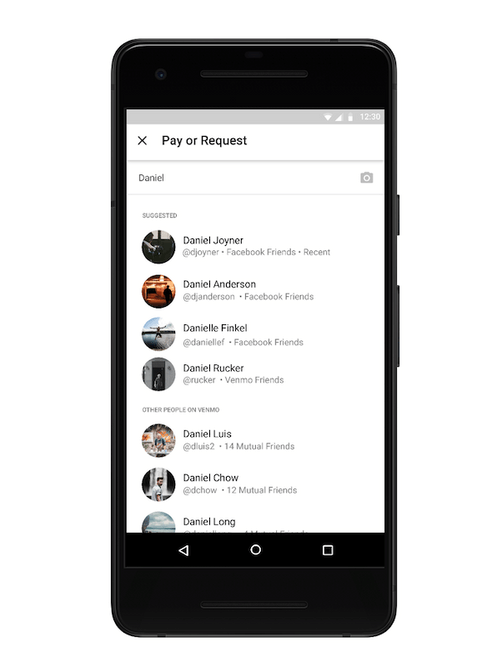 12:30
Pay or Request
Daniel
SUGGESTED
Daniel Joyner
@djoyner • Facebook Friends • Recent
Daniel Anderson
@djanderson • Facebook Friends
Danielle Finkel
@daniellef • Facebook Friends
Daniel Rucker
@rucker • Venmo Friends
OTHER PEOPLE ON VENMO
Daniel Luis
@dluis2 • 14 Mutual Friends
Daniel Chow
@dchow • 12 Mutual Friends
Daniel Long
Mutual Friends